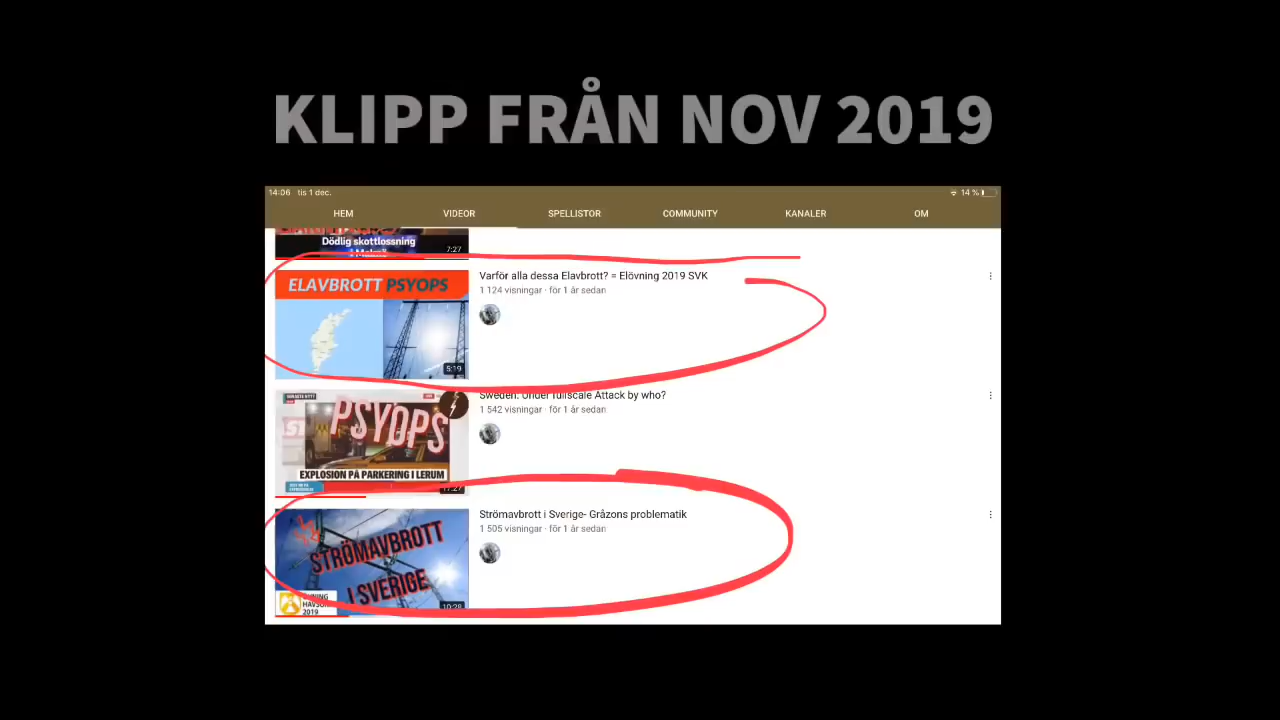 KLIPP FRÅN NOV 2019
14:06 tis 1 dec. 14 %
HEM VIDEOR SPELLISTOR COMMUNITY KANALER OM
Dödlig skottlossning
7:27
ELAVBROTT PSYOPS
5:19
Varför alla dessa Elavbrott? = Elövning 2019 SVK
1 124 visningar · för 1 år sedan
PSYOPS
EXPLOSION PÅ PARKERING I LERUM
11:27
Sweden: Under fullscale Attack by who?
1 542 visningar · för 1 år sedan
STRÖMAVBROTT
I SVERIGE
2019
10:28
Strömavbrott i Sverige- Gråzons problematik
1 505 visningar · för 1 år sedan